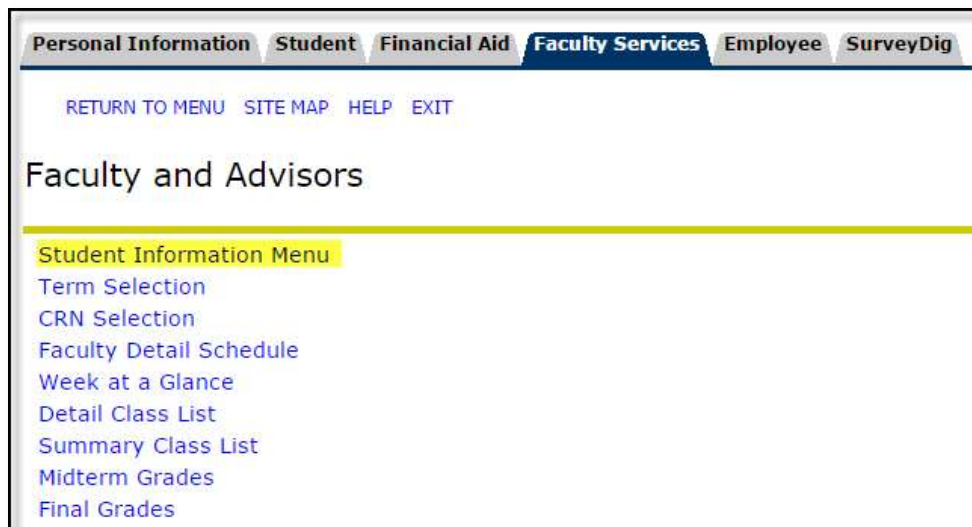 Personal Information Student Financial Aid Faculty Services Employee SurveyDig
RETURN TO MENU SITE MAP HELP EXIT
Faculty and Advisors
Student Information Menu
Term Selection
CRN Selection
Faculty Detail Schedule
Week at a Glance
Detail Class List
Summary Class List
Midterm Grades
Final Grades